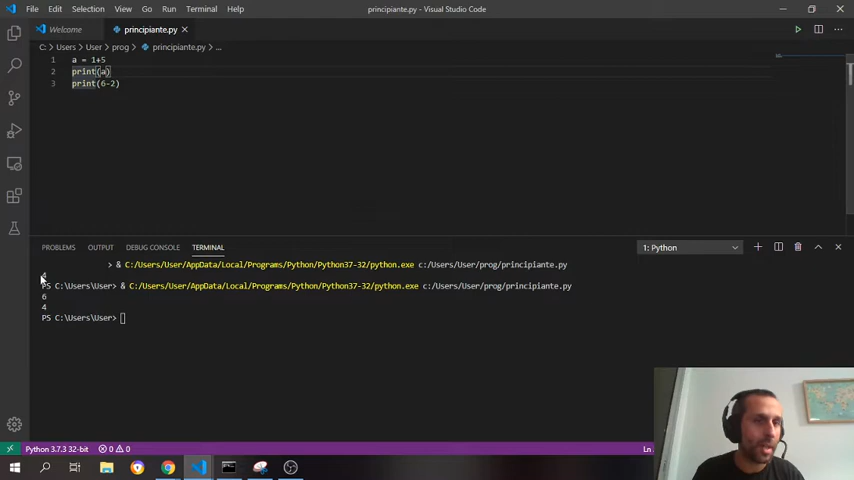 File Edit Selection View Go Run Terminal Help principiante.py - Visual Studio Code
Welcome principiante.py
C: > Users > User > prog > principiante.py > ...
1 a = 1+5
2 print(a)
3 print(6-2)
PROBLEMS OUTPUT DEBUG CONSOLE TERMINAL 1: Python
> & C:/Users/User/AppData/Local/Programs/Python/Python37-32/python.exe c:/Users/User/prog/principiante.py
4
PS C:\Users\User> & C:/Users/User/AppData/Local/Programs/Python/Python37-32/python.exe c:/Users/User/prog/principiante.py
6
4
PS C:\Users\User>
Python 3.7.3 32-bit 0 0 Ln